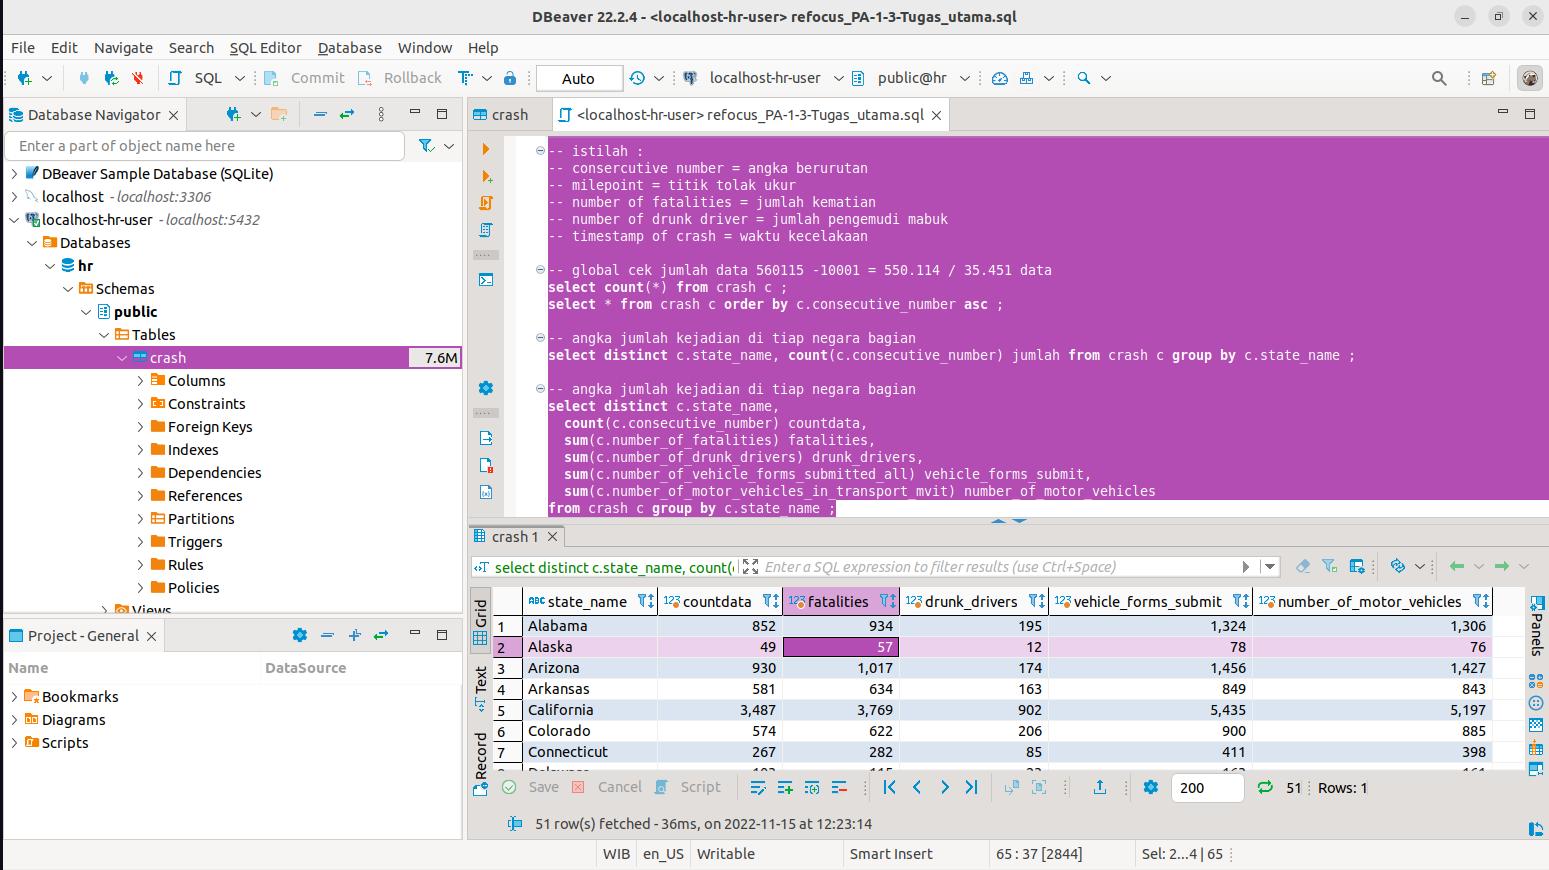 DBeaver 22.2.4 - <localhost-hr-user> refocus_PA-1-3-Tugas_utama.sql
File Edit Navigate Search SQL Editor Database Window Help
SQL Commit Rollback Auto localhost-hr-user public@hr
Database Navigator
Enter a part of object name here
DBeaver Sample Database (SQLite)
localhost - localhost:3306
localhost-hr-user - localhost:5432
Databases
hr
Schemas
public
Tables
crash 7.6M
Columns
Constraints
Foreign Keys
Indexes
Dependencies
References
Partitions
Triggers
Rules
Policies
Views
Project - General
Name DataSource
Bookmarks
Diagrams
Scripts
crash <localhost-hr-user> refocus_PA-1-3-Tugas_utama.sql
-- istilah :
-- consercutive number = angka berurutan
-- milepoint = titik tolak ukur
-- number of fatalities = jumlah kematian
-- number of drunk driver = jumlah pengemudi mabuk
-- timestamp of crash = waktu kecelakaan
-- global cek jumlah data 560115 -10001 = 550.114 / 35.451 data
select count(*) from crash c ;
select * from crash c order by c.consecutive_number asc ;
-- angka jumlah kejadian di tiap negara bagian
select distinct c.state_name, count(c.consecutive_number) jumlah from crash c group by c.state_name ;
-- angka jumlah kejadian di tiap negara bagian
select distinct c.state_name,
count(c.consecutive_number) countdata,
sum(c.number_of_fatalities) fatalities,
sum(c.number_of_drunk_drivers) drunk_drivers,
sum(c.number_of_vehicle_forms_submitted_all) vehicle_forms_submit,
sum(c.number_of_motor_vehicles_in_transport_mvit) number_of_motor_vehicles
from crash c group by c.state_name ;
crash 1
select distinct c.state_name, count( Enter a SQL expression to filter results (use Ctrl+Space)
Grid
Text
Record
Panels
ABC state_name 123 countdata 123 fatalities 123 drunk_drivers 123 vehicle_forms_submit 123 number_of_motor_vehicles
1 Alabama 852 934 195 1,324 1,306
2 Alaska 49 57 12 78 76
3 Arizona 930 1,017 174 1,456 1,427
4 Arkansas 581 634 163 849 843
5 California 3,487 3,769 902 5,435 5,197
6 Colorado 574 622 206 900 885
7 Connecticut 267 282 85 411 398
Save Cancel Script 200 51 Rows: 1
51 row(s) fetched - 36ms, on 2022-11-15 at 12:23:14
WIB en_US Writable Smart Insert 65 : 37 [2844] Sel: 2...4 | 65